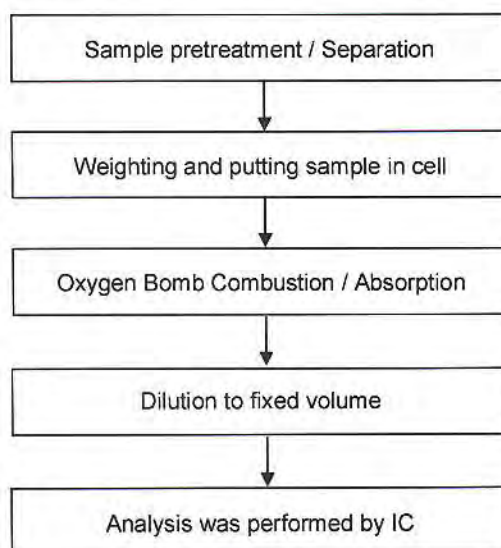 Sample pretreatment / Separation
Weighting and putting sample in cell
Oxygen Bomb Combustion / Absorption
Dilution to fixed volume
Analysis was performed by IC